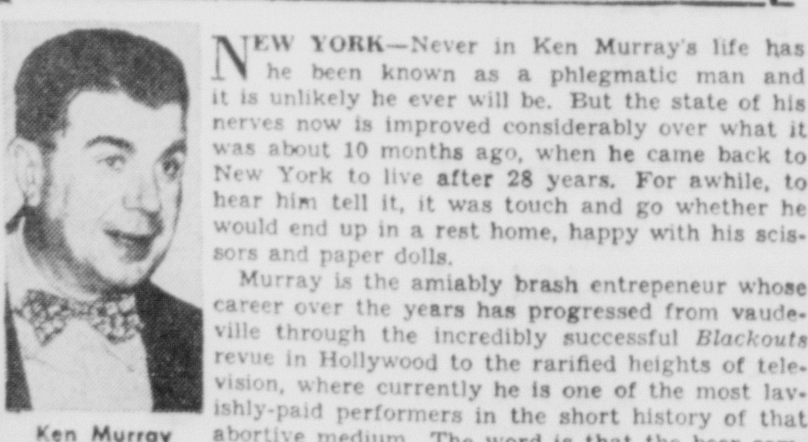 NEW YORK—Never in Ken Murray's life has
he been known as a phlegmatic man and
it is unlikely he ever will be. But the state of his
nerves now is improved considerably over what it
was about 10 months ago, when he came back to
New York to live after 28 years. For awhile, to
hear him tell it, it was touch and go whether he
would end up in a rest home, happy with his scis-
sors and paper dolls.
Murray is the amiably brash entrepeneur whose
career over the years has progressed from vaude-
ville through the incredibly successful Blackouts
revue in Hollywood to the rarified heights of tele-
vision, where currently he is one of the most lav-
ishly-paid performers in the short history of that
abortive medium. The word is that the
Ken Murray